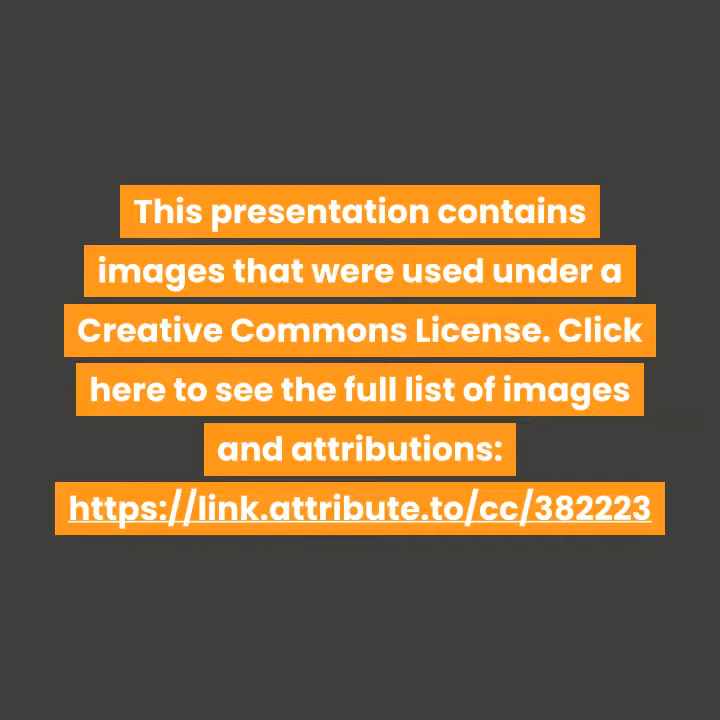 This presentation contains
images that were used under a
Creative Commons License. Click
here to see the full list of images
and attributions:
https://link.attribute.to/cc/382223